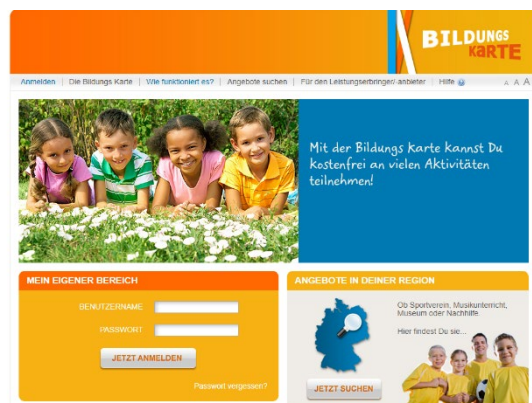 BILDUNGS
KARTE
Anmelden | Die Bildungs Karte | Wie funktioniert es? | Angebote suchen | Für den Leistungserbringer/-anbieter | Hilfe ? A A A
Mit der Bildungs Karte kannst Du
kostenfrei an vielen Aktivitäten
teilnehmen!
MEIN EIGENER BEREICH
BENUTZERNAME
PASSWORT
JETZT ANMELDEN
Passwort vergessen?
ANGEBOTE IN DEINER REGION
Ob Sportverein, Musikunterricht,
Museum oder Nachhilfe.
Hier findest Du sie...
JETZT SUCHEN